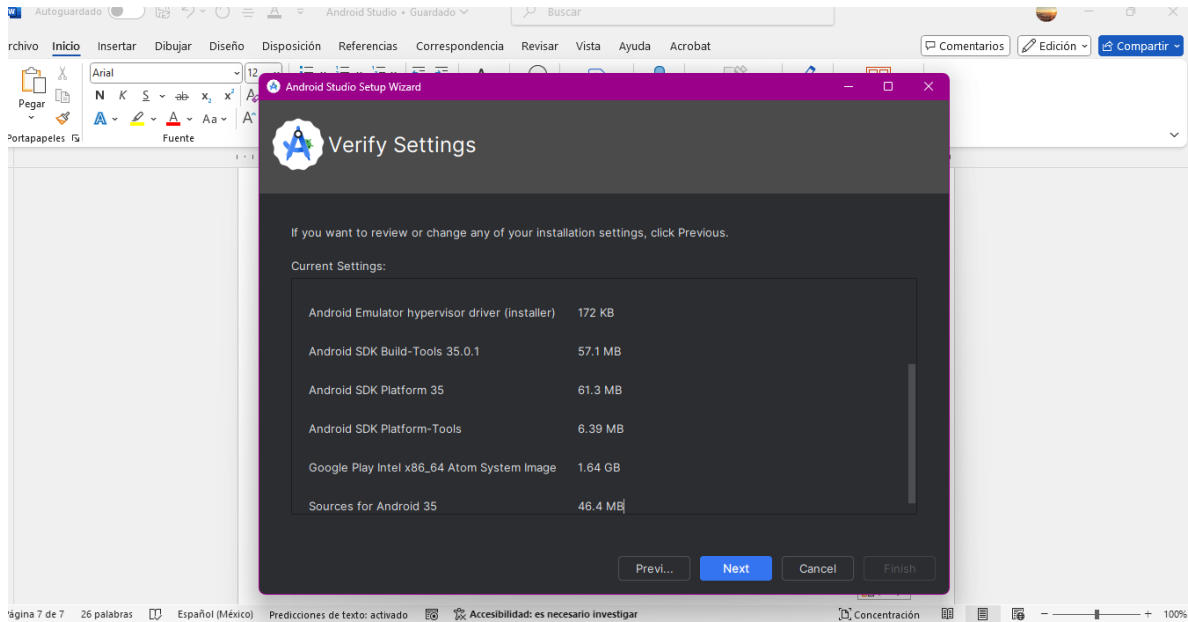 Autoguardado
Android Studio • Guardado
Buscar
rchivo Inicio Insertar Dibujar Diseño Disposición Referencias Correspondencia Revisar Vista Ayuda Acrobat
Comentarios Edición Compartir
Pegar
Arial 12
N K S ab x₂ x² A
A A Aa A
Portapapeles Fuente
Android Studio Setup Wizard
Verify Settings
If you want to review or change any of your installation settings, click Previous.
Current Settings:
Android Emulator hypervisor driver (installer) 172 KB
Android SDK Build-Tools 35.0.1 57.1 MB
Android SDK Platform 35 61.3 MB
Android SDK Platform-Tools 6.39 MB
Google Play Intel x86_64 Atom System Image 1.64 GB
Sources for Android 35 46.4 MB
Previ... Next Cancel Finish
Página 7 de 7 26 palabras Español (México) Predicciones de texto: activado Accesibilidad: es necesario investigar Concentración 100%